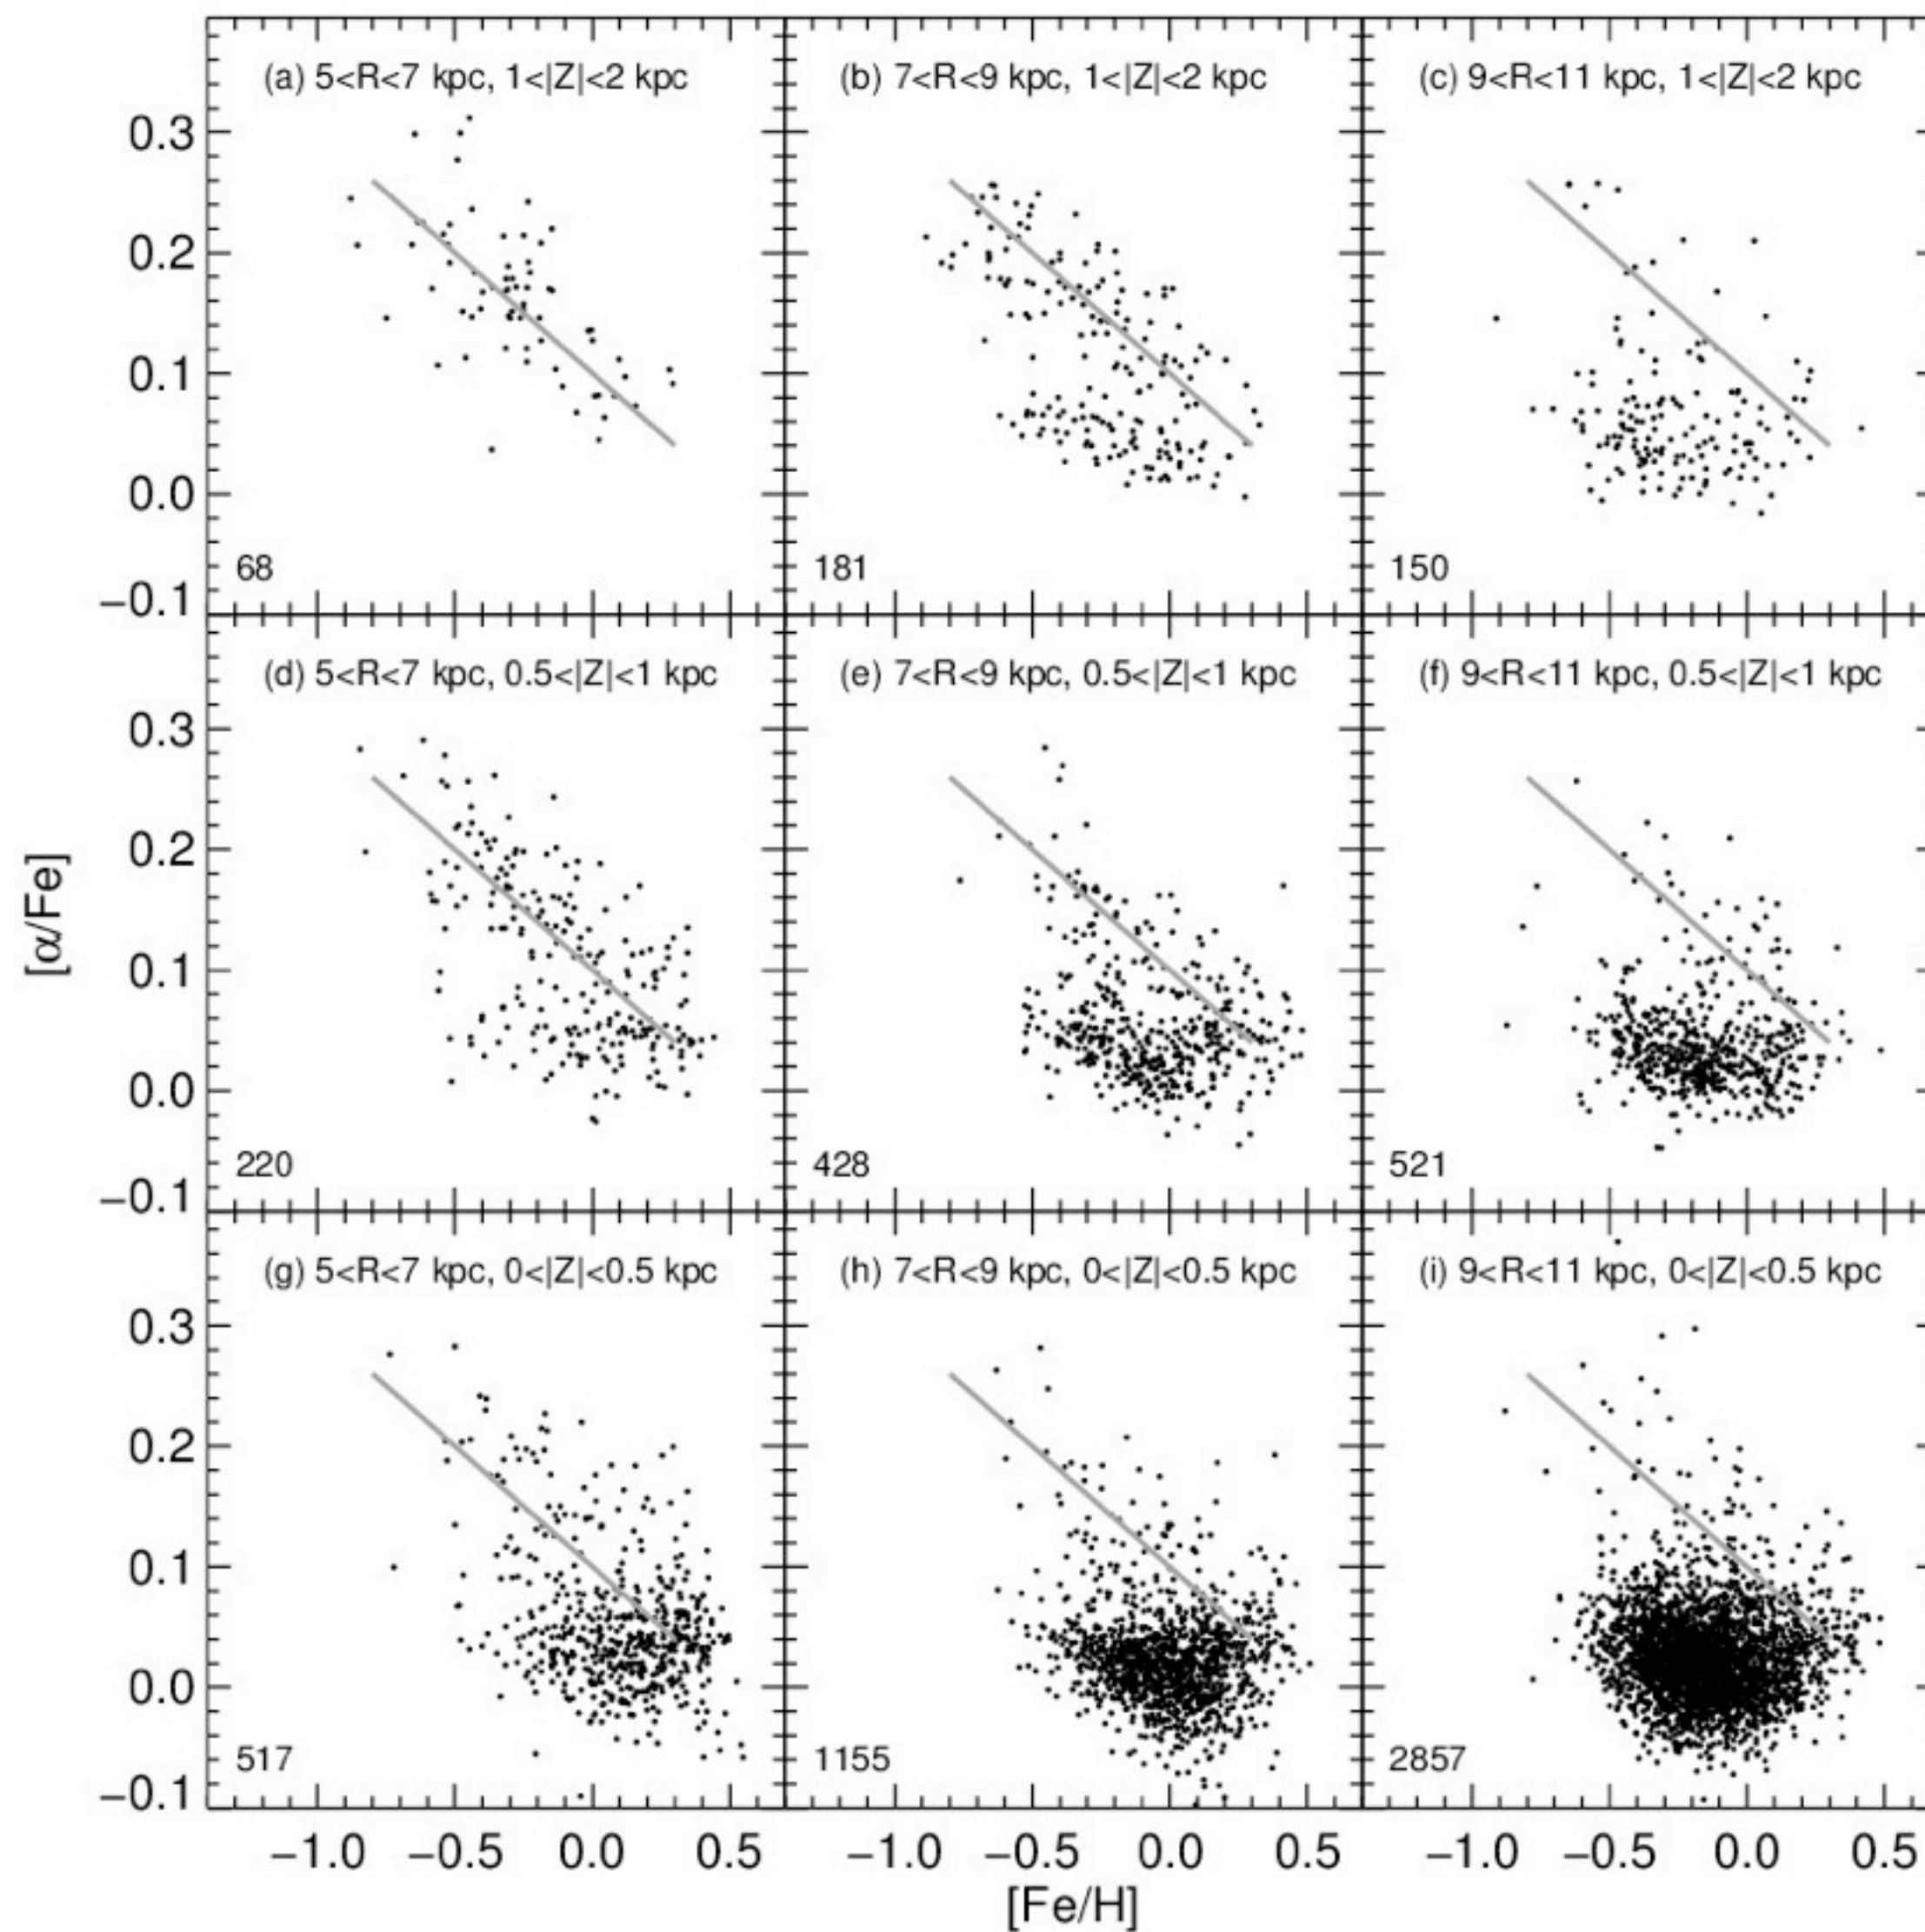 (a) 5<R<7 kpc, 1<|Z|<2 kpc
(b) 7<R<9 kpc, 1<|Z|<2 kpc
(c) 9<R<11 kpc, 1<|Z|<2 kpc
0.3
0.2
0.1
0.0
−0.1
68
181
150
(d) 5<R<7 kpc, 0.5<|Z|<1 kpc
(e) 7<R<9 kpc, 0.5<|Z|<1 kpc
(f) 9<R<11 kpc, 0.5<|Z|<1 kpc
[α/Fe]
0.3
0.2
0.1
0.0
−0.1
220
428
521
(g) 5<R<7 kpc, 0<|Z|<0.5 kpc
(h) 7<R<9 kpc, 0<|Z|<0.5 kpc
(i) 9<R<11 kpc, 0<|Z|<0.5 kpc
0.3
0.2
0.1
0.0
−0.1
517
1155
2857
−1.0 −0.5 0.0 0.5
−1.0 −0.5 0.0 0.5
−1.0 −0.5 0.0 0.5
[Fe/H]